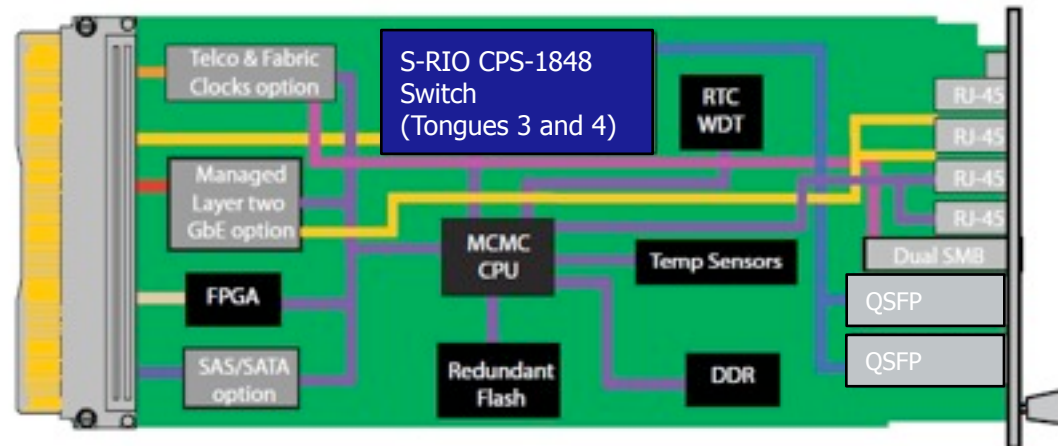 Telco & Fabric
Clocks option
S-RIO CPS-1848
Switch
(Tongues 3 and 4)
RTC
WDT
RJ-45
RJ-45
RJ-45
RJ-45
Managed
Layer two
GbE option
MCMC
CPU
Temp Sensors
Dual SMB
FPGA
QSFP
SAS/SATA
option
Redundant
Flash
DDR
QSFP